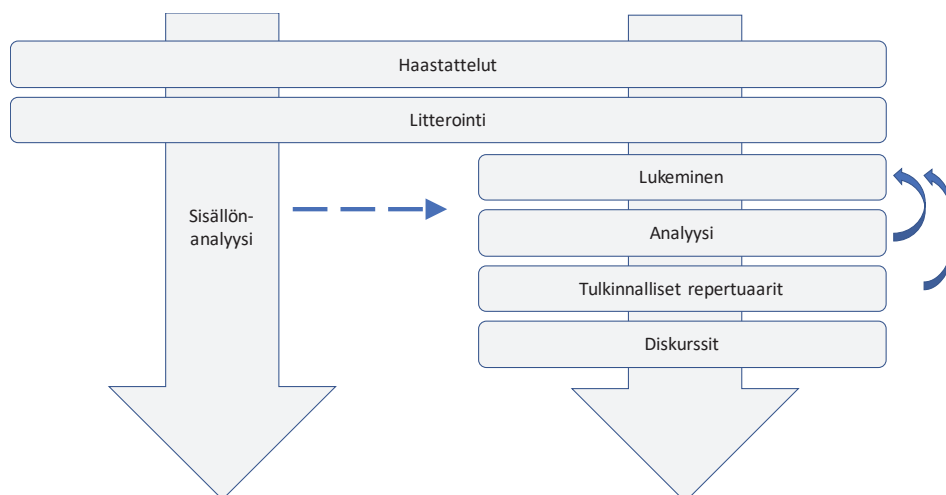 Haastattelut
Litterointi
Lukeminen
Sisällön-
analyysi
Analyysi
Tulkinnalliset repertuaarit
Diskurssit